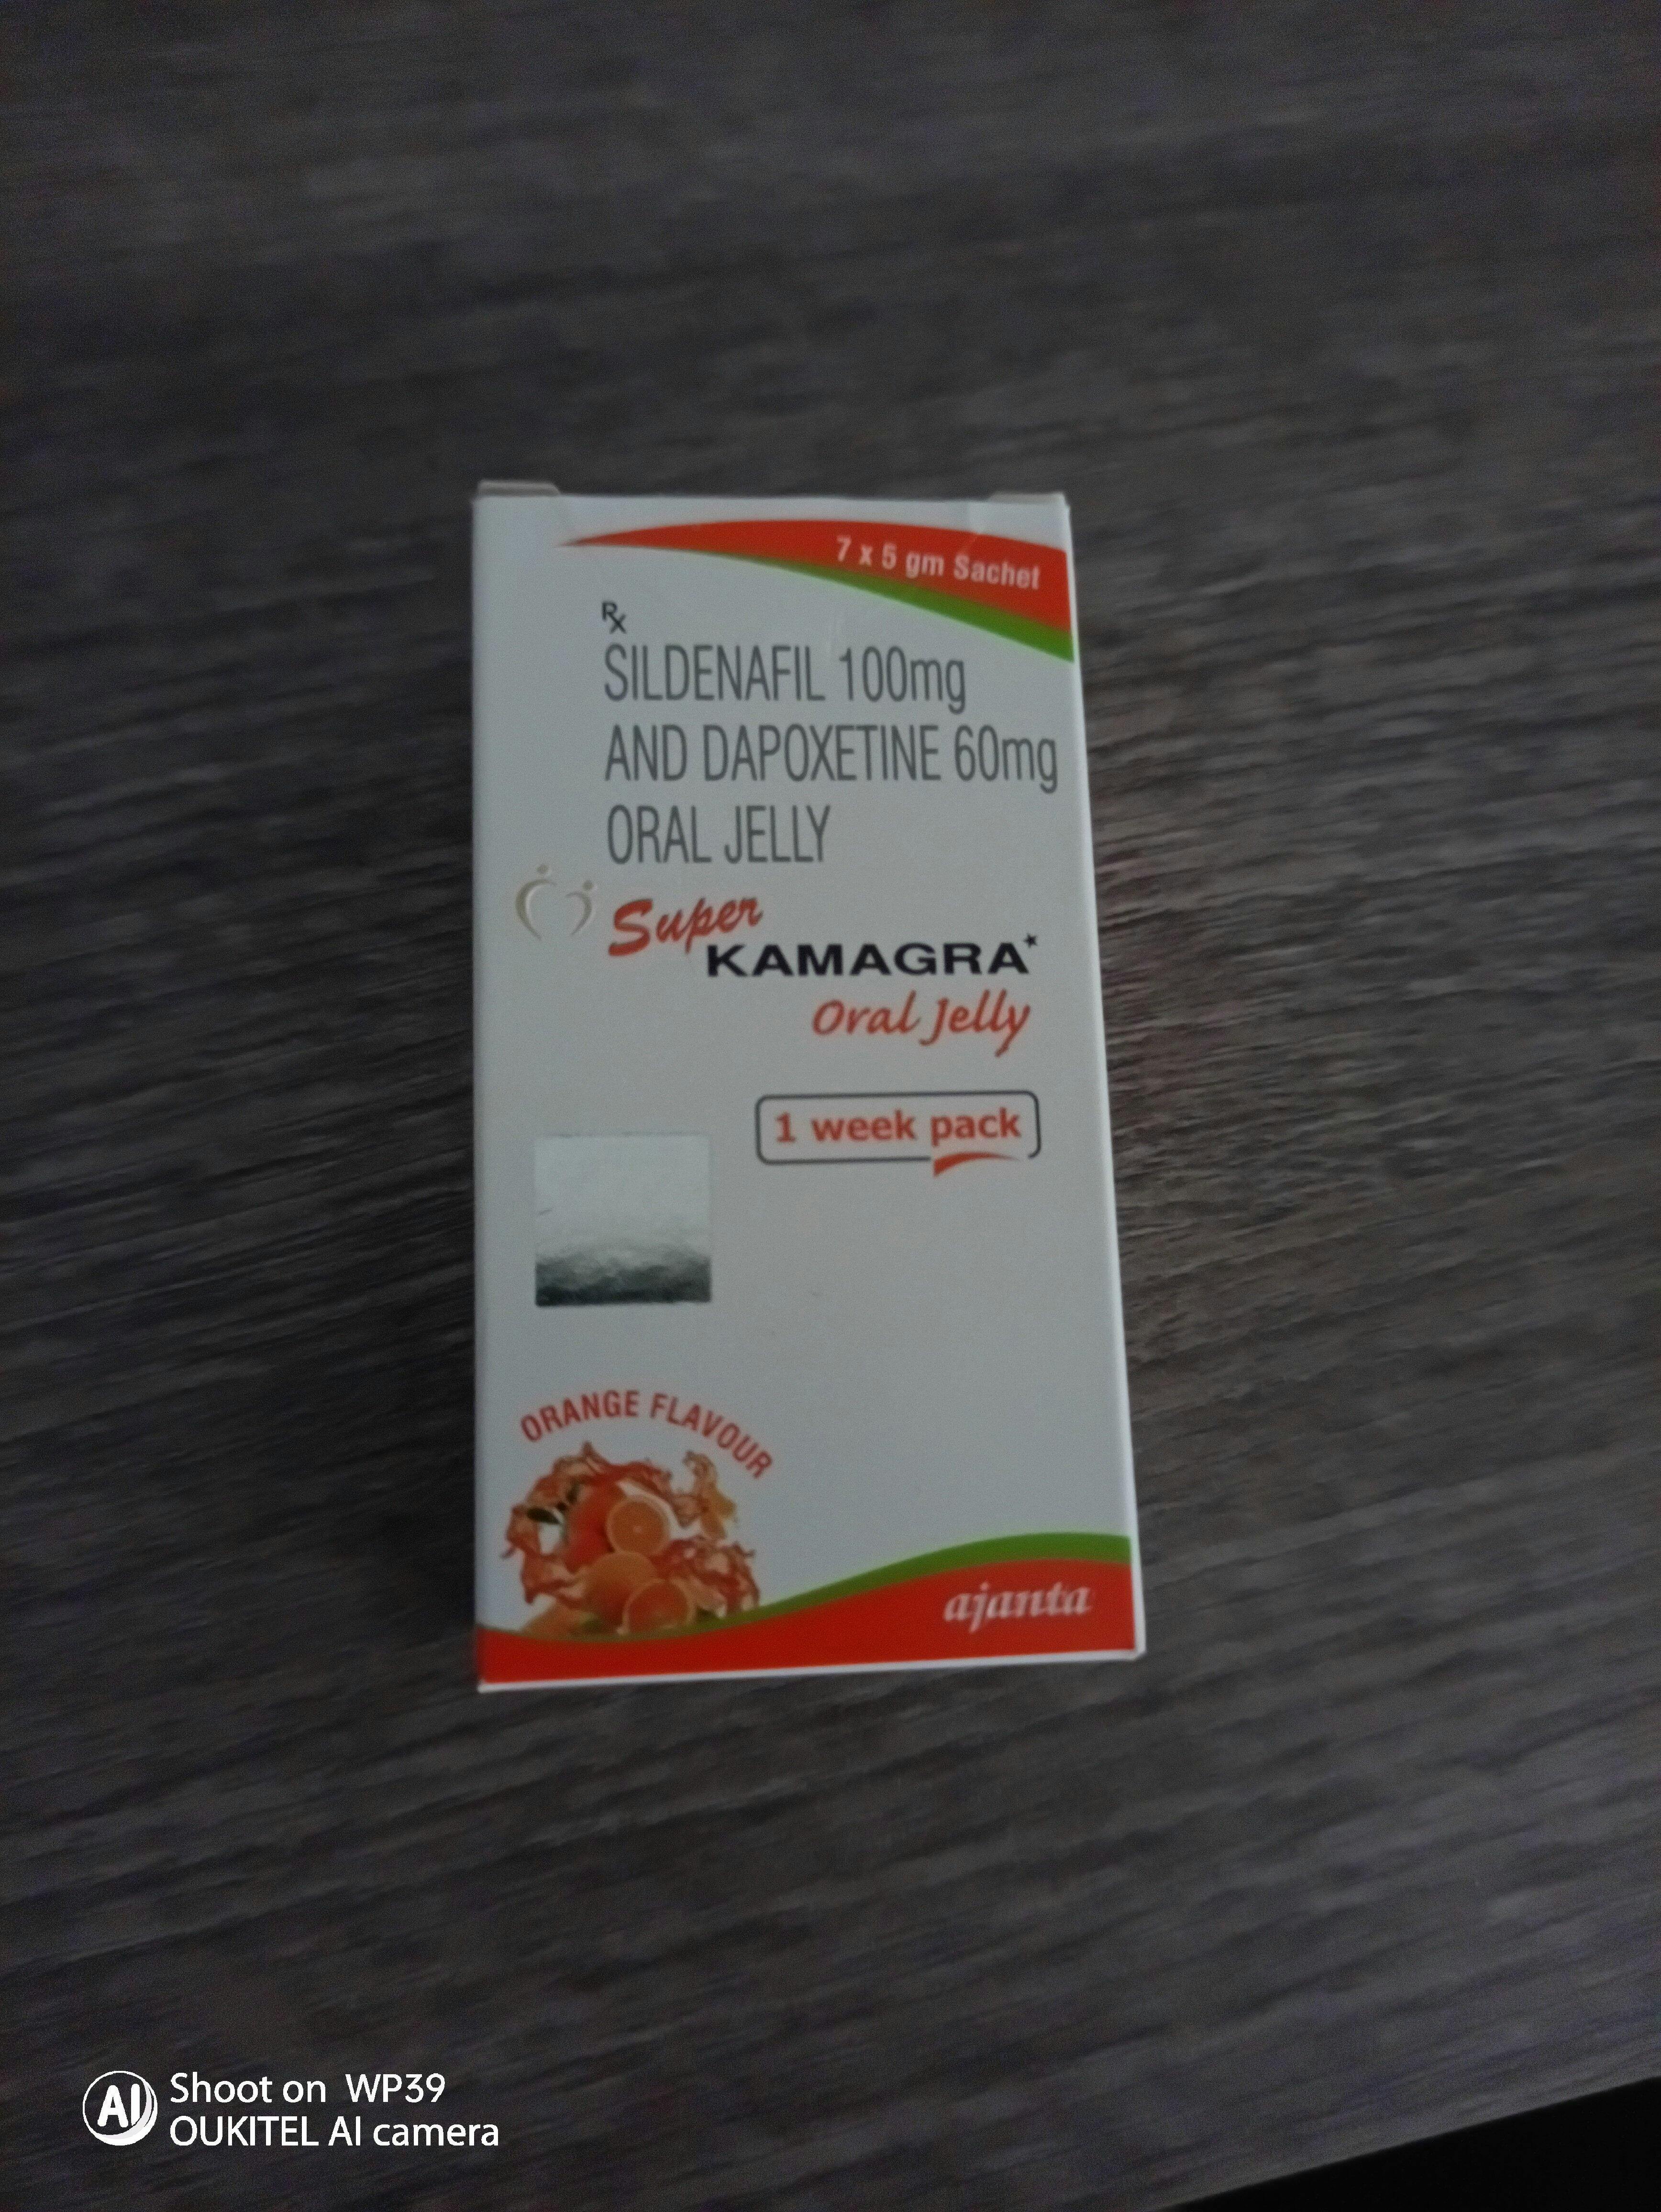 7 x 5 gm Sachet
Rx
SILDENAFIL 100mg
AND DAPOXETINE 60mg
ORAL JELLY
Super
KAMAGRA*
Oral Jelly
1 week pack
ORANGE FLAVOUR
ajanta
AI Shoot on WP39
OUKITEL AI camera